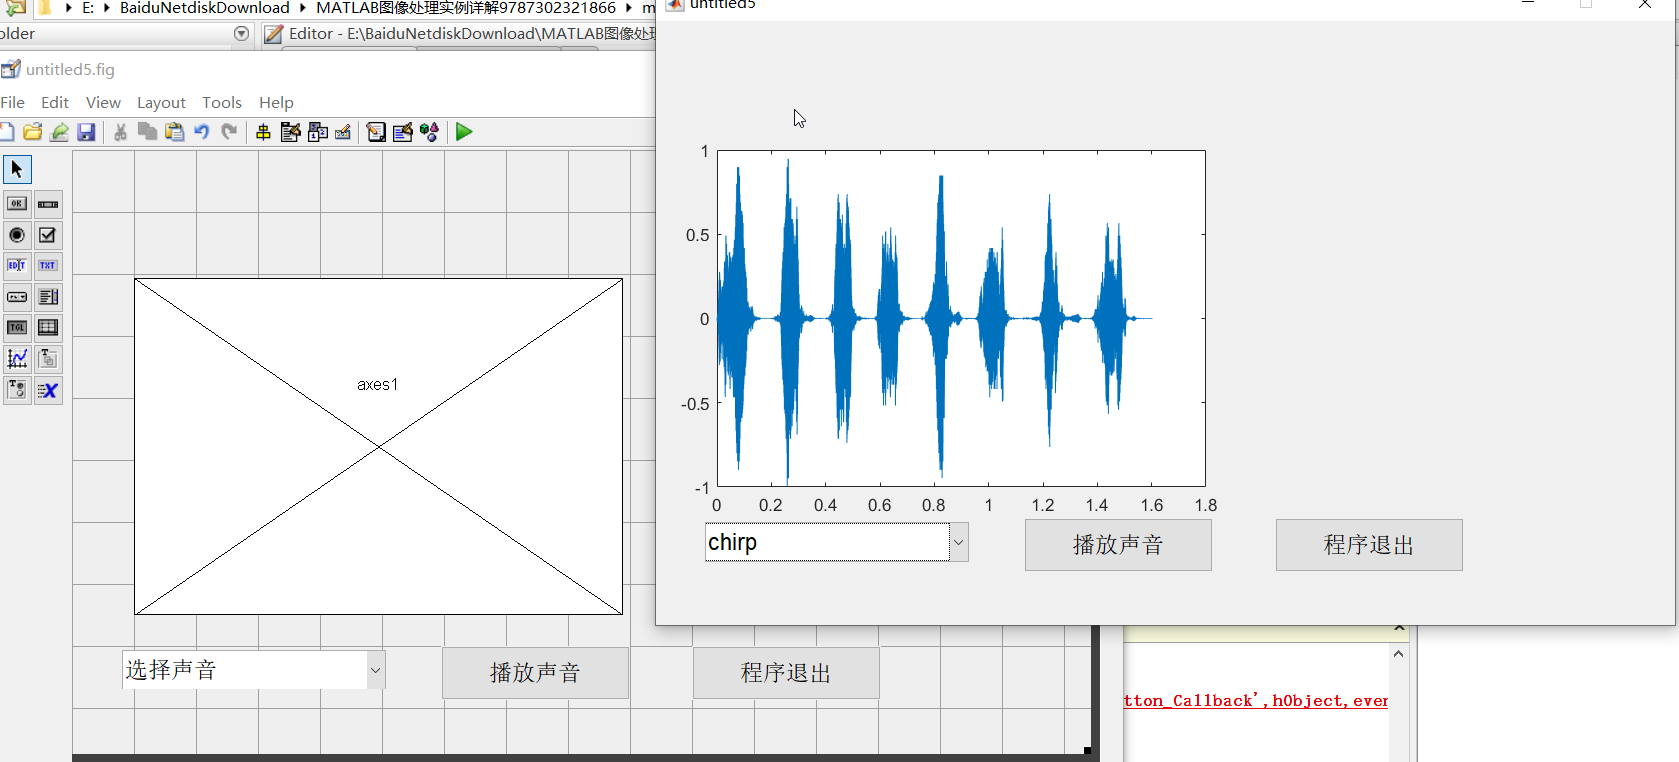 E: BaiduNetdiskDownload MATLAB图像处理实例详解9787302321866
older
Editor - E:\BaiduNetdiskDownload\MATLAB图像处理
untitled5.fig
File Edit View Layout Tools Help
OK
EDIT TXT
TGL
axes1
选择声音
播放声音
程序退出
untitled5
1
0.5
0
-0.5
-1
0 0.2 0.4 0.6 0.8 1 1.2 1.4 1.6 1.8
chirp
播放声音
程序退出
tton_Callback',hObject,even